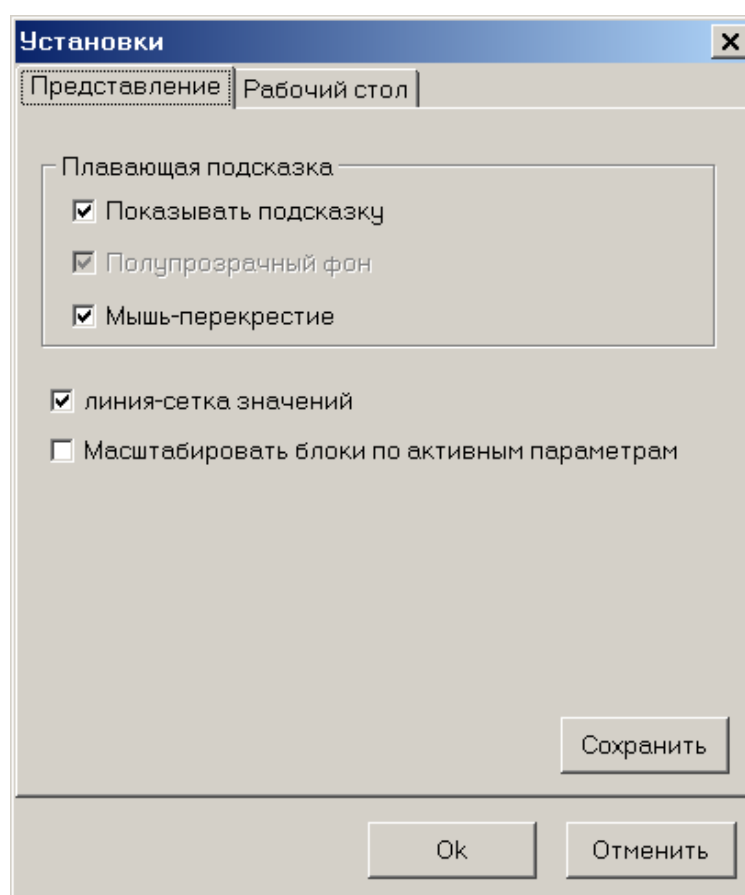 Установки
Представление Рабочий стол
Плавающая подсказка
Показывать подсказку
Полупрозрачный фон
Мышь-перекрестие
линия-сетка значений
Масштабировать блоки по активным параметрам
Сохранить
Ok Отменить